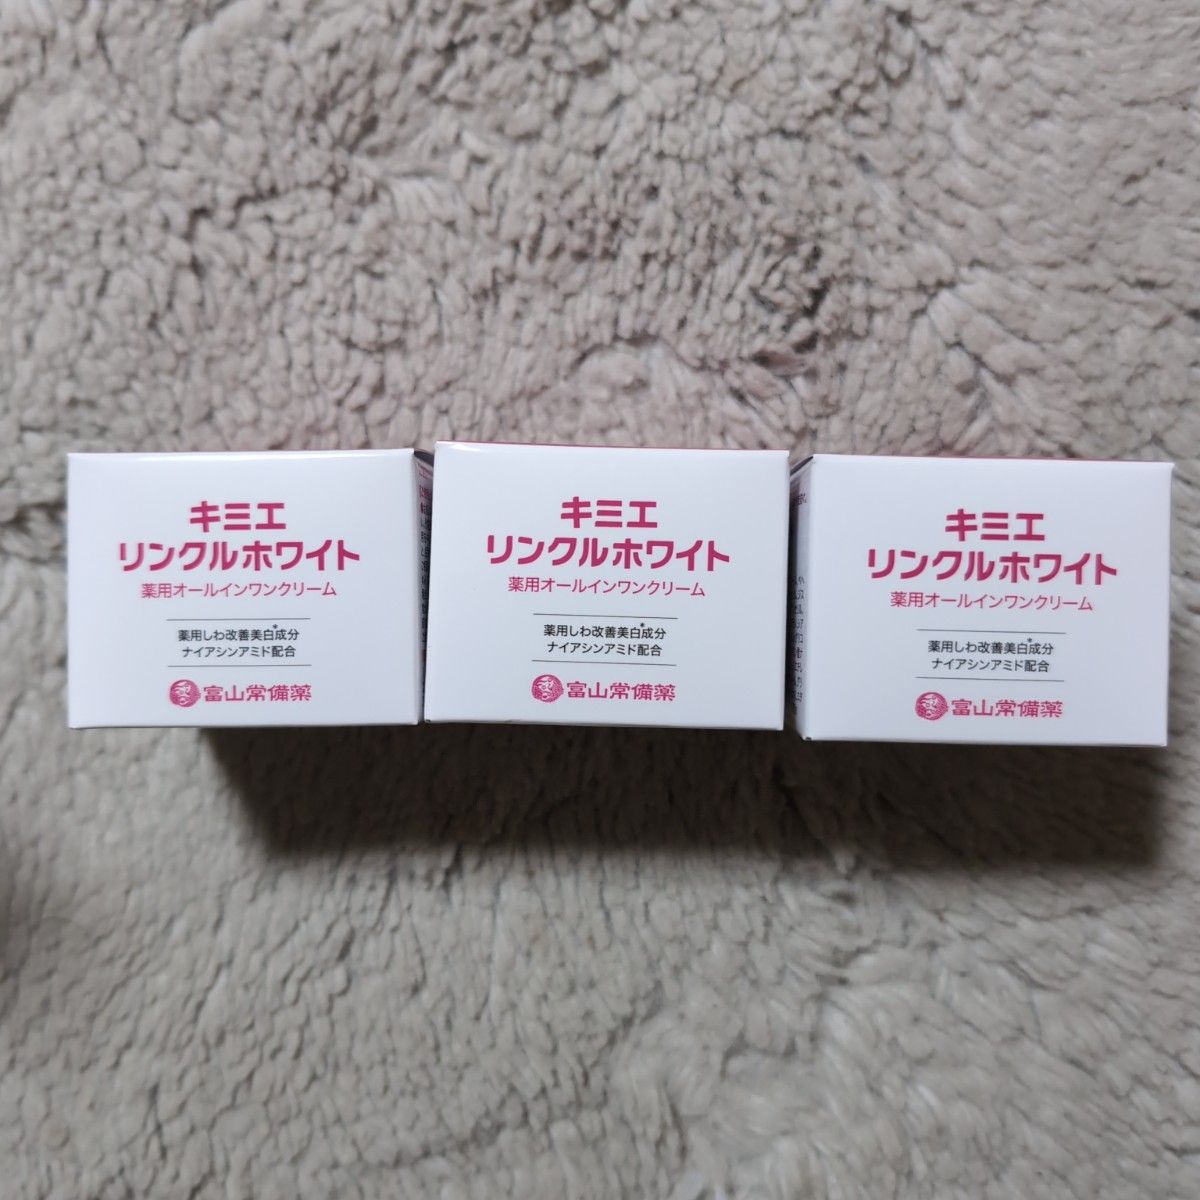 キミエ
リンクルホワイト
薬用オールインワンクリーム
薬用しわ改善美白*成分
ナイアシンアミド配合
富山常備薬
キミエ
リンクルホワイト
薬用オールインワンクリーム
薬用しわ改善美白*成分
ナイアシンアミド配合
富山常備薬
キミエ
リンクルホワイト
薬用オールインワンクリーム
薬用しわ改善美白*成分
ナイアシンアミド配合
富山常備薬